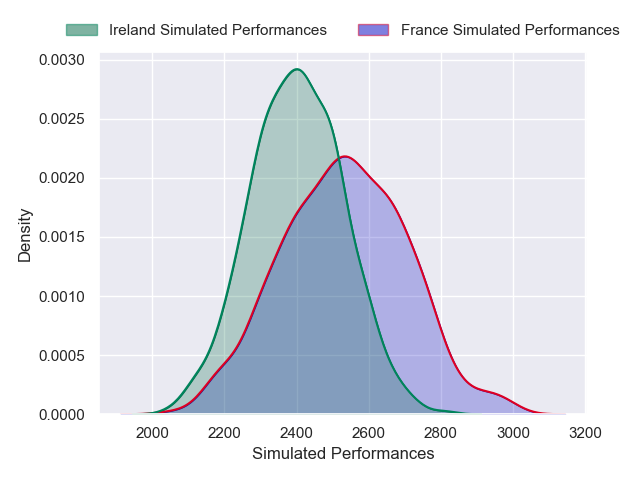 Ireland Simulated Performances France Simulated Performances
0.0030
0.0025
0.0020
0.0015
0.0010
0.0005
0.0000
Density
2000 2200 2400 2600 2800 3000 3200
Simulated Performances